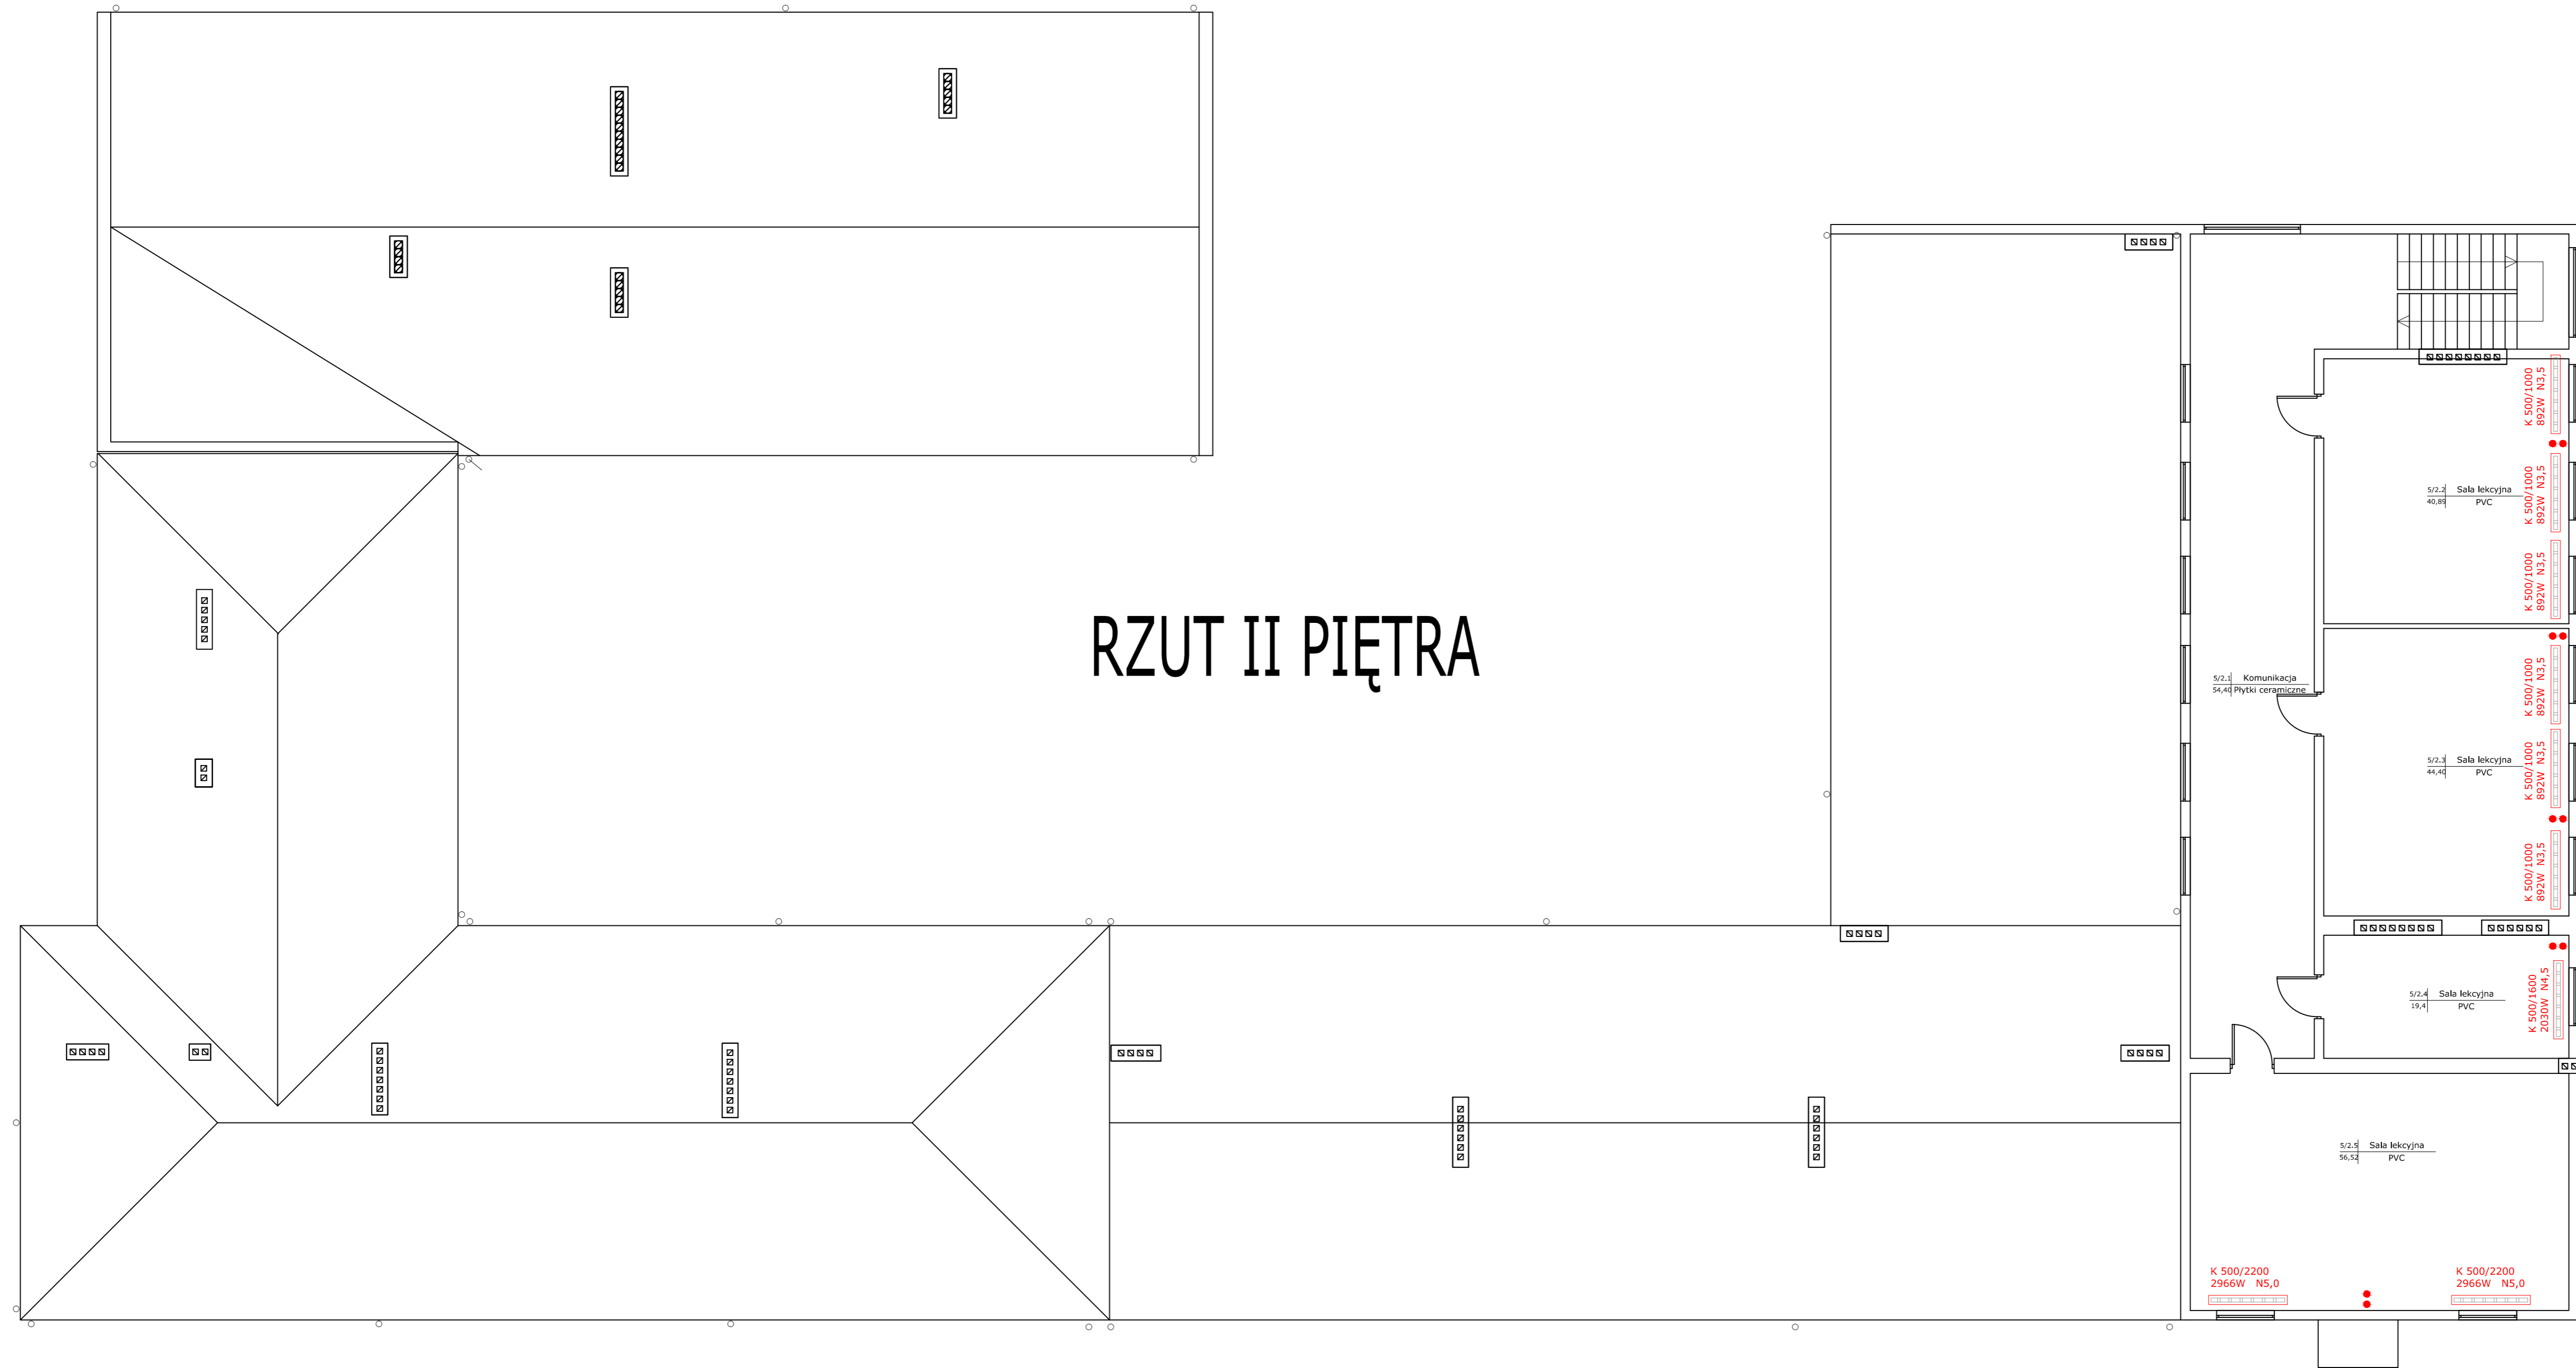 RZUT II PIĘTRA
K 500/1000
892W N3,5
K 500/1000
892W N3,5
5/2.2 Sala lekcyjna
40,89 PVC
K 500/1000
892W N3,5
5/2.1 Komunikacja
54,40 Płytki ceramiczne
K 500/1000
892W N3,5
5/2.3 Sala lekcyjna
44,40 PVC
K 500/1000
892W N3,5
K 500/1000
892W N3,5
5/2.4 Sala lekcyjna
19,4 PVC
K 500/1600
2030W N4,5
5/2.5 Sala lekcyjna
56,52 PVC
K 500/2200
2966W N5,0
K 500/2200
2966W N5,0